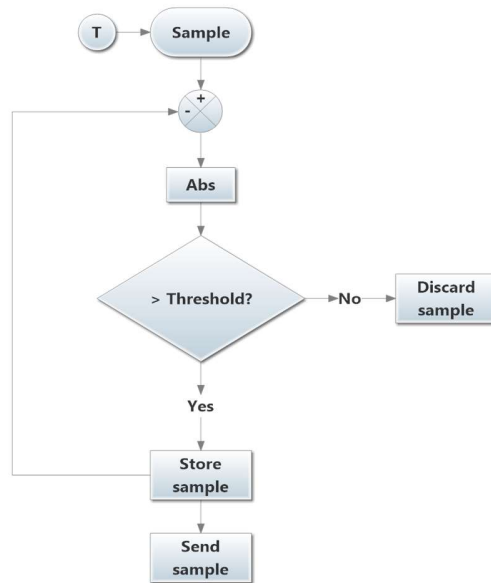 T
Sample
+
-
Abs
> Threshold?
No
Discard
sample
Yes
Store
sample
Send
sample